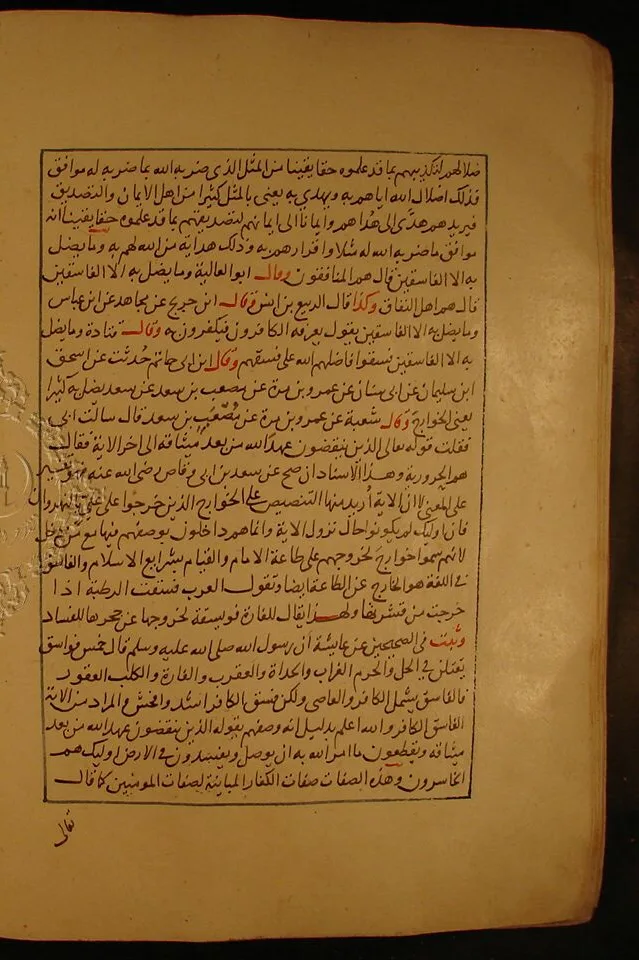 ضلالهم لتكذيبهم بما قد علموه حقا يقينا من المثل الذي ضربه الله بما ضربه له موافق
فذلك اضلال الله اياهم به ويهدي به يعني بالمثل كثيرا من اهل الايمان والتصديق
فيزيدهم هدى الى هداهم وايمانا الى ايمانهم لتصديقهم بما قد علموه حقا يقينا انه
موافق ما ضربه الله له مثلا واقرارهم به وذلك هداية من الله لهم به وما يضل
به الا الفاسقين قال هم المنافقون وقال ابو العالية وما يضل به الا الفاسقين
قال هم اهل النفاق وكذا قال الربيع بن انس وقال ابن جريج عن مجاهد عن ابن عباس
وما يضل به الا الفاسقين يقول يعرفه الكافرون فيكفرون به وقال قتادة وما يضل
به الا الفاسقين فسقوا فاضلهم الله على فسقهم وقال ابن ابي حاتم حدثت عن اسحق
ابن سليمان عن ابي سنان عن عمرو بن مرة عن مصعب بن سعد عن سعد يضل به كثيرا
يعني الخوارج وقال شعبة عن عمرو بن مرة عن مصعب بن سعد قال سالت ابي
فقلت قوله تعالى الذين ينقضون عهد الله من بعد ميثاقه الى اخر الاية فقال
هم الحرورية وهذا الاسناد ان صح عن سعد بن ابي وقاص رضي الله عنه فهو تفسير
على المعنى لا ان الاية اريد منها التنصيص على الخوارج الذين خرجوا على علي بالنهروان
فان اوليك لم يكونوا حال نزول الاية وانما هم داخلون بوصفهم فيها مع من دخل
لانهم سموا خوارج لخروجهم على طاعة الامام والقيام بشرايع الاسلام والفاسق
في اللغة هو الخارج عن الطاعة ايضا وتقول العرب فسقت الرطبة اذا
خرجت من قشرتها ولهذا يقال للفارة فويسقة لخروجها عن جحرها للفساد
وثبت في الصحيحين عن عايشة ان رسول الله صلى الله عليه وسلم قال خمس فواسق
يقتلن في الحل والحرم الغراب والحداة والعقرب والفارة والكلب العقور
فالفاسق يشمل الكافر والعاصي ولكن فسق الكافر اشد وافحش والمراد من الاية
الفاسق الكافر والله اعلم بدليل انه وصفهم بقوله الذين ينقضون عهد الله من بعد
ميثاقه ويقطعون ما امر الله به ان يوصل ويفسدون في الارض اوليك هم
الخاسرون وهذه الصفات صفات الكفار المباينة لصفات المومنين كما قال
تعالى